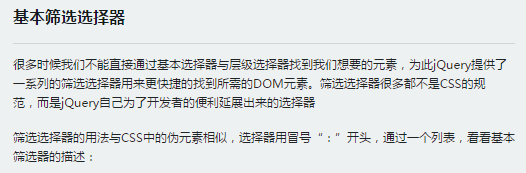 基本筛选选择器
很多时候我们不能直接通过基本选择器与层级选择器找到我们想要的元素，为此jQuery提供了
一系列的筛选选择器用来更快捷的找到所需的DOM元素。筛选选择器很多都不是CSS的规
范，而是jQuery自己为了开发者的便利延展出来的选择器
筛选选择器的用法与CSS中的伪元素相似，选择器用冒号“：”开头，通过一个列表，看看基本
筛选器的描述：